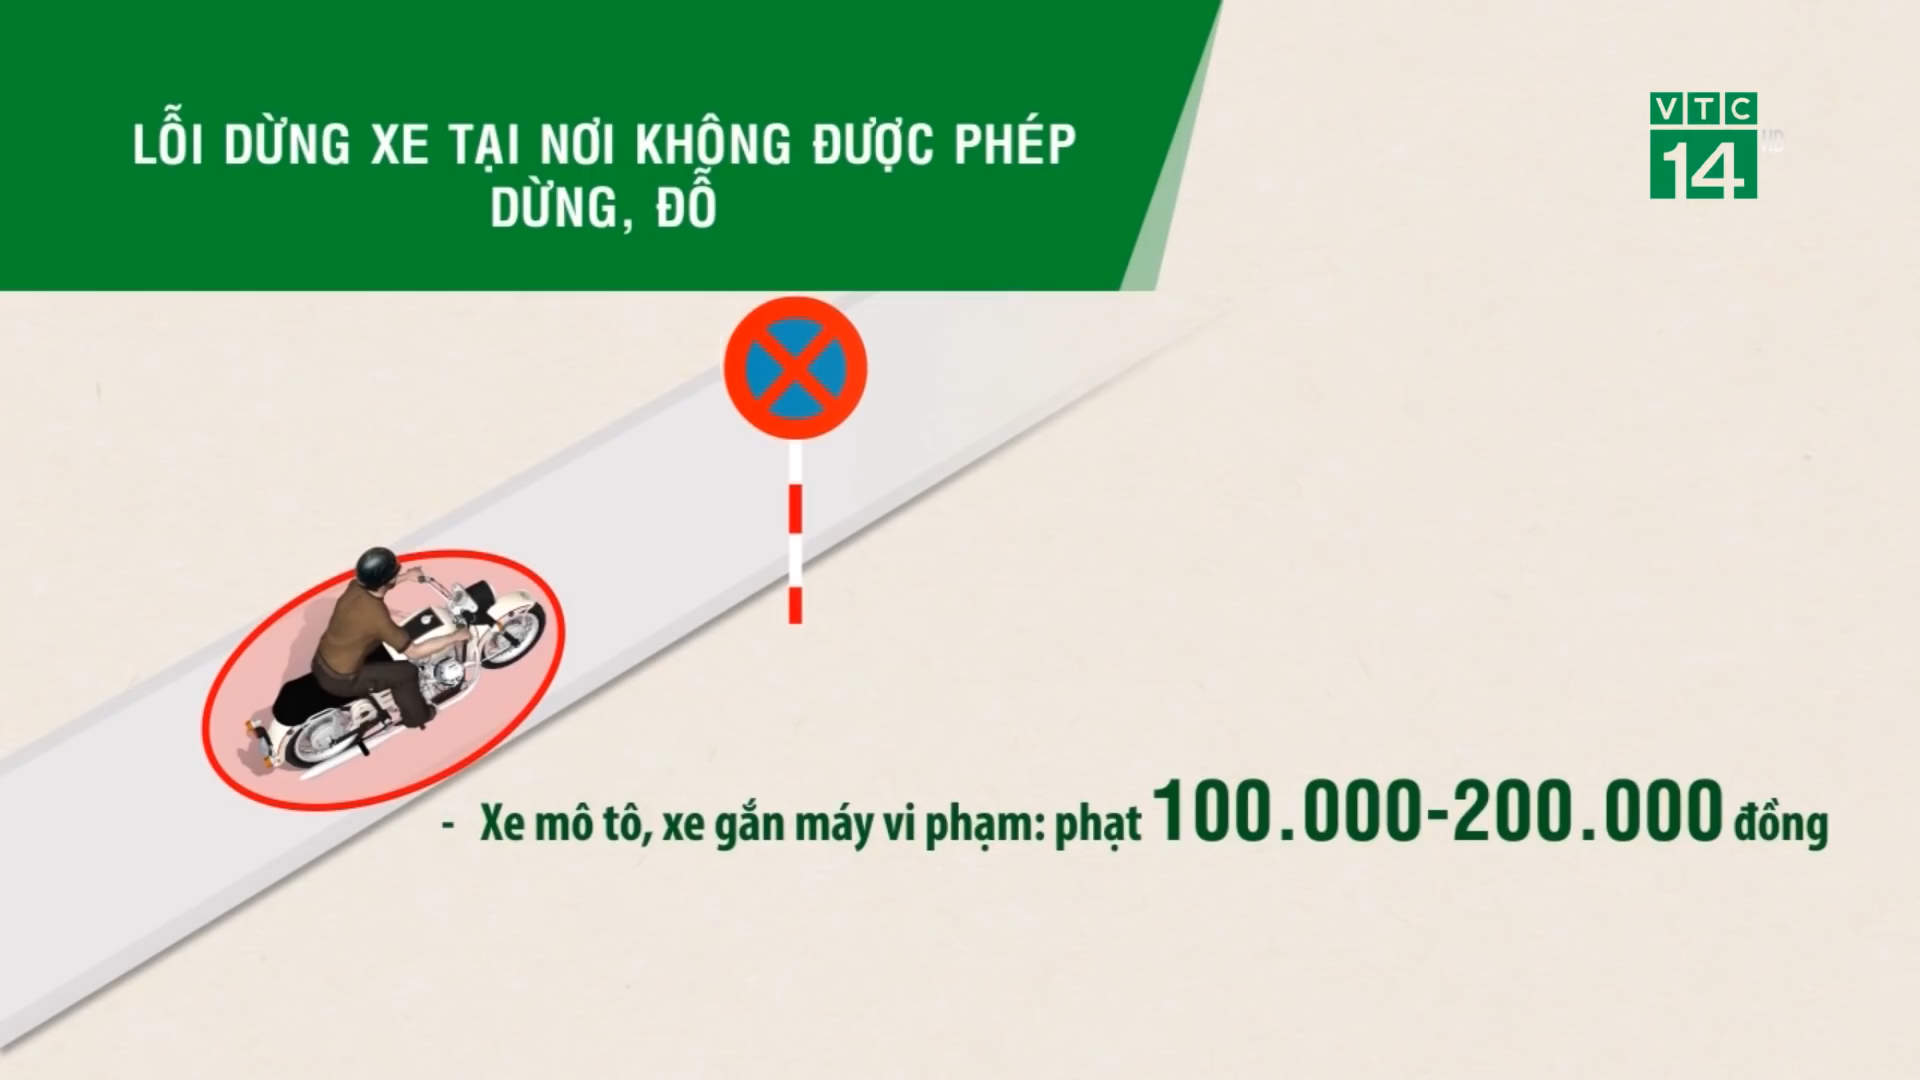 LỖI DỪNG XE TẠI NƠI KHÔNG ĐƯỢC PHÉP
DỪNG, ĐỖ
VTC
14
HD
- Xe mô tô, xe gắn máy vi phạm: phạt 100.000-200.000 đồng